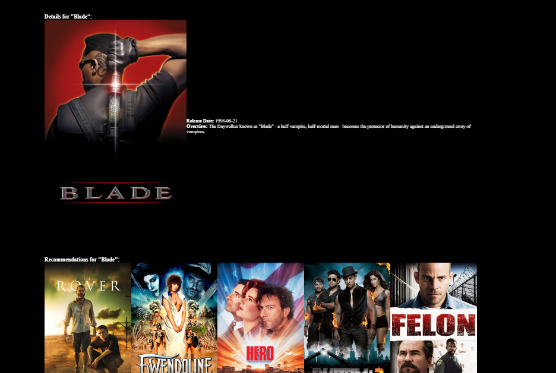 Details for "Blade":
Release Date: 1998-08-21
Overview: The Daywalker known as "Blade" - a half-vampire, half-mortal man - becomes the protector of humanity against an underground army of
vampires.
BLADE
Recommendations for "Blade":
ROVER
GWENDOLINE
HERO
FELON